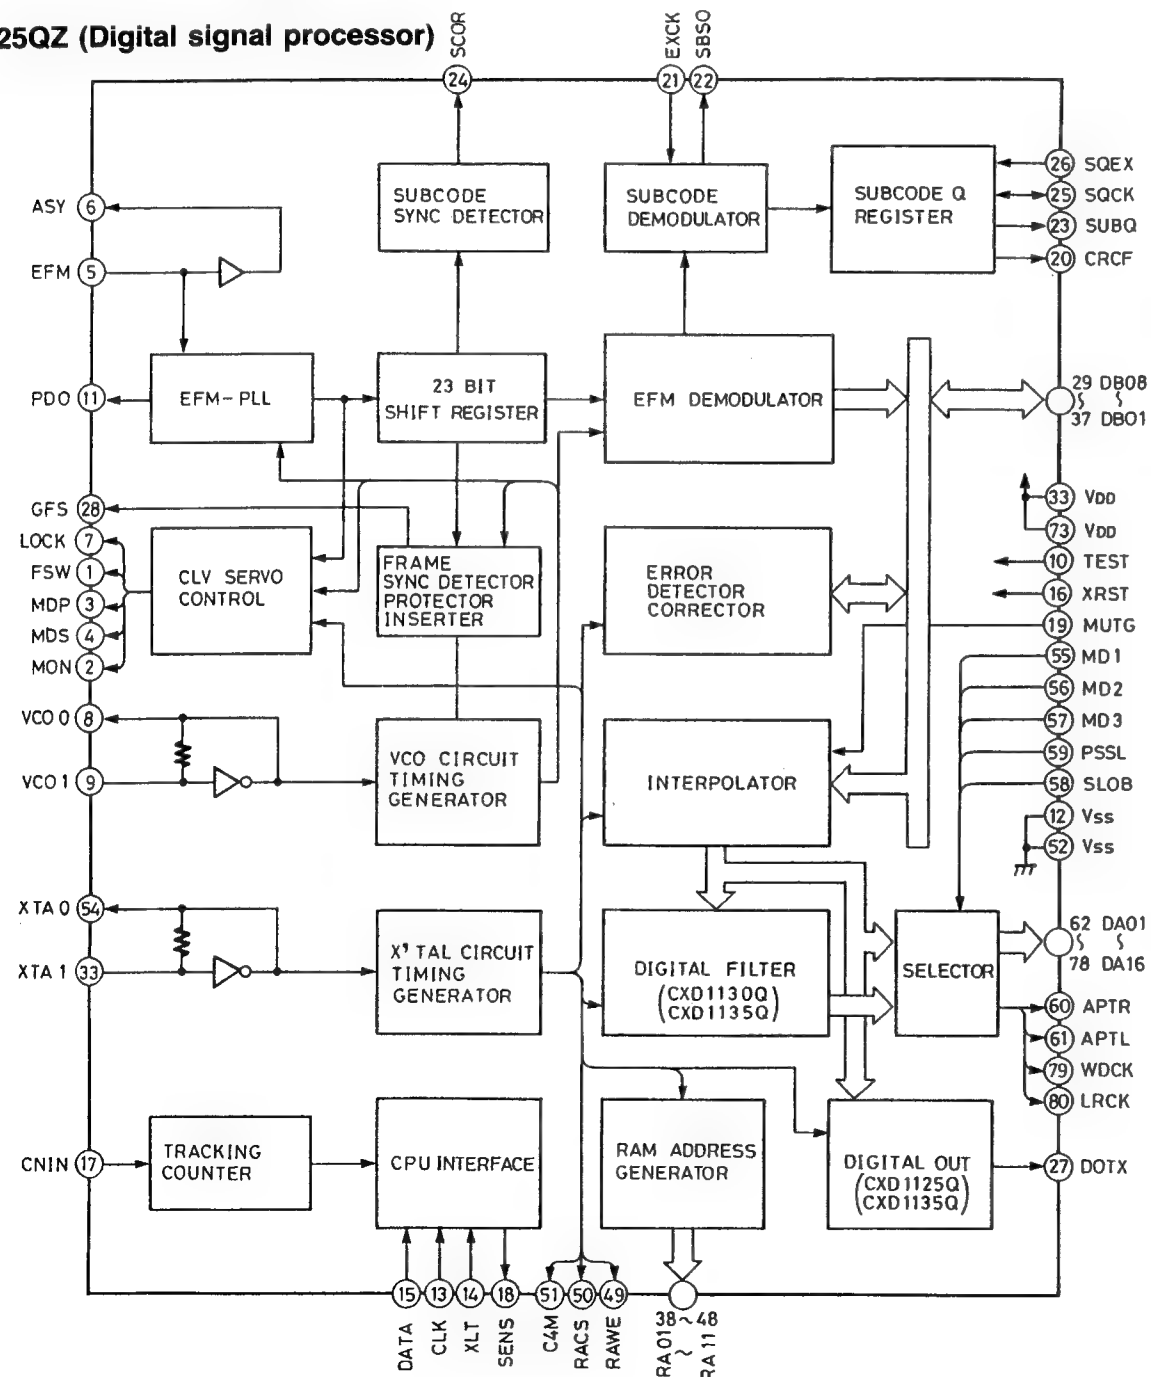 25QZ (Digital signal processor)
SCOR
24
EXCK
21
SBSO
22
SUBCODE
SYNC DETECTOR
SUBCODE
DEMODULATOR
SUBCODE Q
REGISTER
26 SQEX
25 SQCK
23 SUBQ
20 CRCF
ASY 6
EFM 5
PDO 11
EFM-PLL
23 BIT
SHIFT REGISTER
EFM DEMODULATOR
29 DB08
37 DB01
GFS 28
LOCK 7
FSW 1
MDP 3
MDS 4
MON 2
CLV SERVO
CONTROL
FRAME
SYNC DETECTOR
PROTECTOR
INSERTER
ERROR
DETECTOR
CORRECTOR
33 VDD
73 VDD
10 TEST
16 XRST
19 MUTG
55 MD1
56 MD2
57 MD3
59 PSSL
58 SLOB
12 Vss
52 Vss
VCO 0 8
VCO 1 9
VCO CIRCUIT
TIMING
GENERATOR
INTERPOLATOR
XTA 0 54
XTA 1 33
X'TAL CIRCUIT
TIMING
GENERATOR
DIGITAL FILTER
(CXD1130Q)
(CXD1135Q)
SELECTOR
62 DA01
78 DA16
60 APTR
61 APTL
79 WDCK
80 LRCK
CNIN 17
TRACKING
COUNTER
CPU INTERFACE
RAM ADDRESS
GENERATOR
DIGITAL OUT
(CXD1125Q)
(CXD1135Q)
27 DOTX
15
DATA
13
CLK
14
XLT
18
SENS
51
C4M
50
RACS
49
RAWE
38~48
RA01 ~ RA11